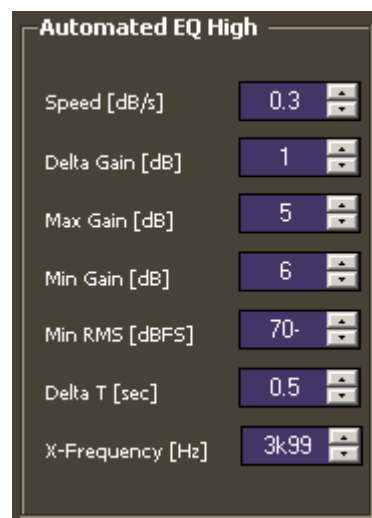 Automated EQ High
Speed [dB/s] 0.3
Delta Gain [dB] 1
Max Gain [dB] 5
Min Gain [dB] 6
Min RMS [dBFS] 70-
Delta T [sec] 0.5
X-Frequency [Hz] 3k99